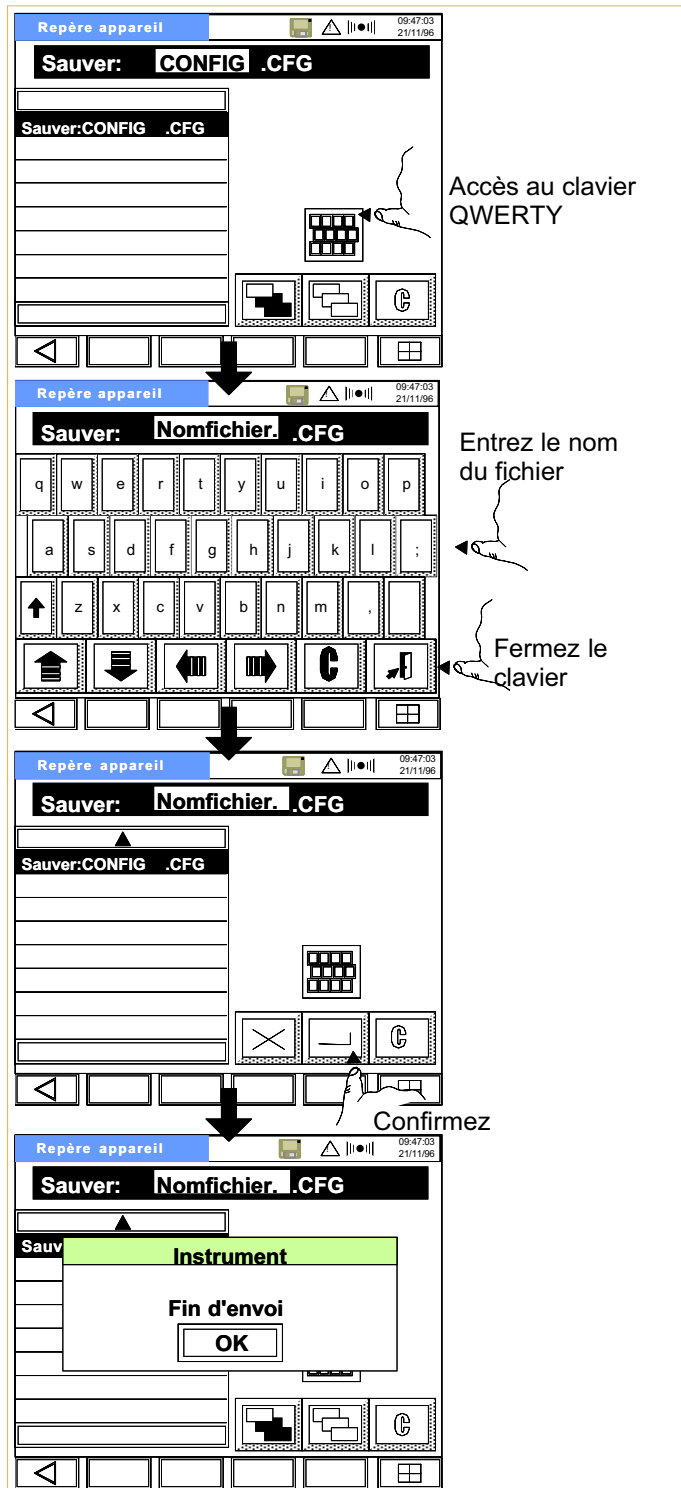 Repère appareil
09:47:03
21/11/96
Sauver: CONFIG .CFG
Sauver:CONFIG .CFG
Accès au clavier
QWERTY
C
Repère appareil
09:47:03
21/11/96
Sauver: Nomfichier. .CFG
Entrez le nom
du fichier
q w e r t y u i o p
a s d f g h j k l ;
z x c v b n m ,
C
Fermez le
clavier
Repère appareil
09:47:03
21/11/96
Sauver: Nomfichier. .CFG
Sauver:CONFIG .CFG
C
Confirmez
Repère appareil
09:47:03
21/11/96
Sauver: Nomfichier. .CFG
Sauv
Instrument
Fin d'envoi
OK
C